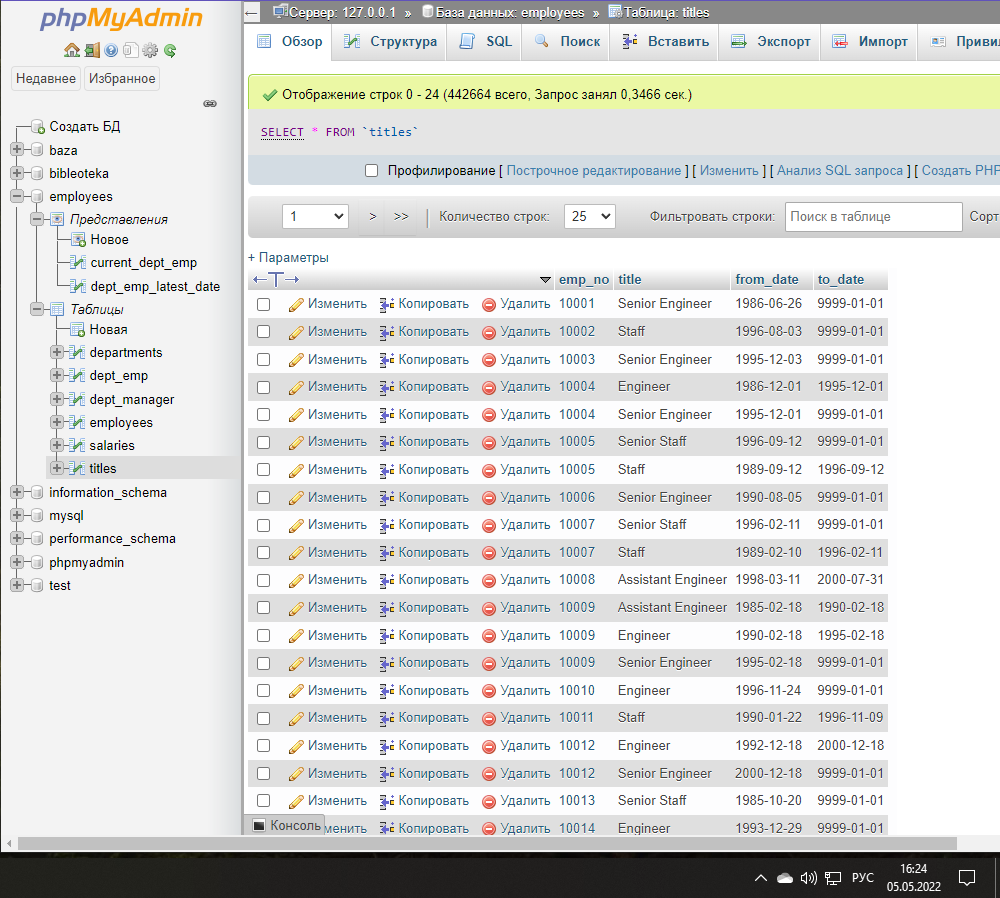 phpMyAdmin
Недавнее Избранное
Создать БД
baza
bibleoteka
employees
Представления
Новое
current_dept_emp
dept_emp_latest_date
Таблицы
Новая
departments
dept_emp
dept_manager
employees
salaries
titles
information_schema
mysql
performance_schema
phpmyadmin
test
Сервер: 127.0.0.1 » База данных: employees » Таблица: titles
Обзор Структура SQL Поиск Вставить Экспорт Импорт Приви
Отображение строк 0 - 24 (442664 всего, Запрос занял 0,3466 сек.)
SELECT * FROM `titles`
Профилирование [ Построчное редактирование ] [ Изменить ] [ Анализ SQL запроса ] [ Создать PHP
1 > >> | Количество строк: 25 Фильтровать строки: Поиск в таблице Сорт
+ Параметры
←T→ emp_no title from_date to_date
Изменить Копировать Удалить 10001 Senior Engineer 1986-06-26 9999-01-01
Изменить Копировать Удалить 10002 Staff 1996-08-03 9999-01-01
Изменить Копировать Удалить 10003 Senior Engineer 1995-12-03 9999-01-01
Изменить Копировать Удалить 10004 Engineer 1986-12-01 1995-12-01
Изменить Копировать Удалить 10004 Senior Engineer 1995-12-01 9999-01-01
Изменить Копировать Удалить 10005 Senior Staff 1996-09-12 9999-01-01
Изменить Копировать Удалить 10005 Staff 1989-09-12 1996-09-12
Изменить Копировать Удалить 10006 Senior Engineer 1990-08-05 9999-01-01
Изменить Копировать Удалить 10007 Senior Staff 1996-02-11 9999-01-01
Изменить Копировать Удалить 10007 Staff 1989-02-10 1996-02-11
Изменить Копировать Удалить 10008 Assistant Engineer 1998-03-11 2000-07-31
Изменить Копировать Удалить 10009 Assistant Engineer 1985-02-18 1990-02-18
Изменить Копировать Удалить 10009 Engineer 1990-02-18 1995-02-18
Изменить Копировать Удалить 10009 Senior Engineer 1995-02-18 9999-01-01
Изменить Копировать Удалить 10010 Engineer 1996-11-24 9999-01-01
Изменить Копировать Удалить 10011 Staff 1990-01-22 1996-11-09
Изменить Копировать Удалить 10012 Engineer 1992-12-18 2000-12-18
Изменить Копировать Удалить 10012 Senior Engineer 2000-12-18 9999-01-01
Изменить Копировать Удалить 10013 Senior Staff 1985-10-20 9999-01-01
Консоль менить Копировать Удалить 10014 Engineer 1993-12-29 9999-01-01
РУС 16:24
05.05.2022